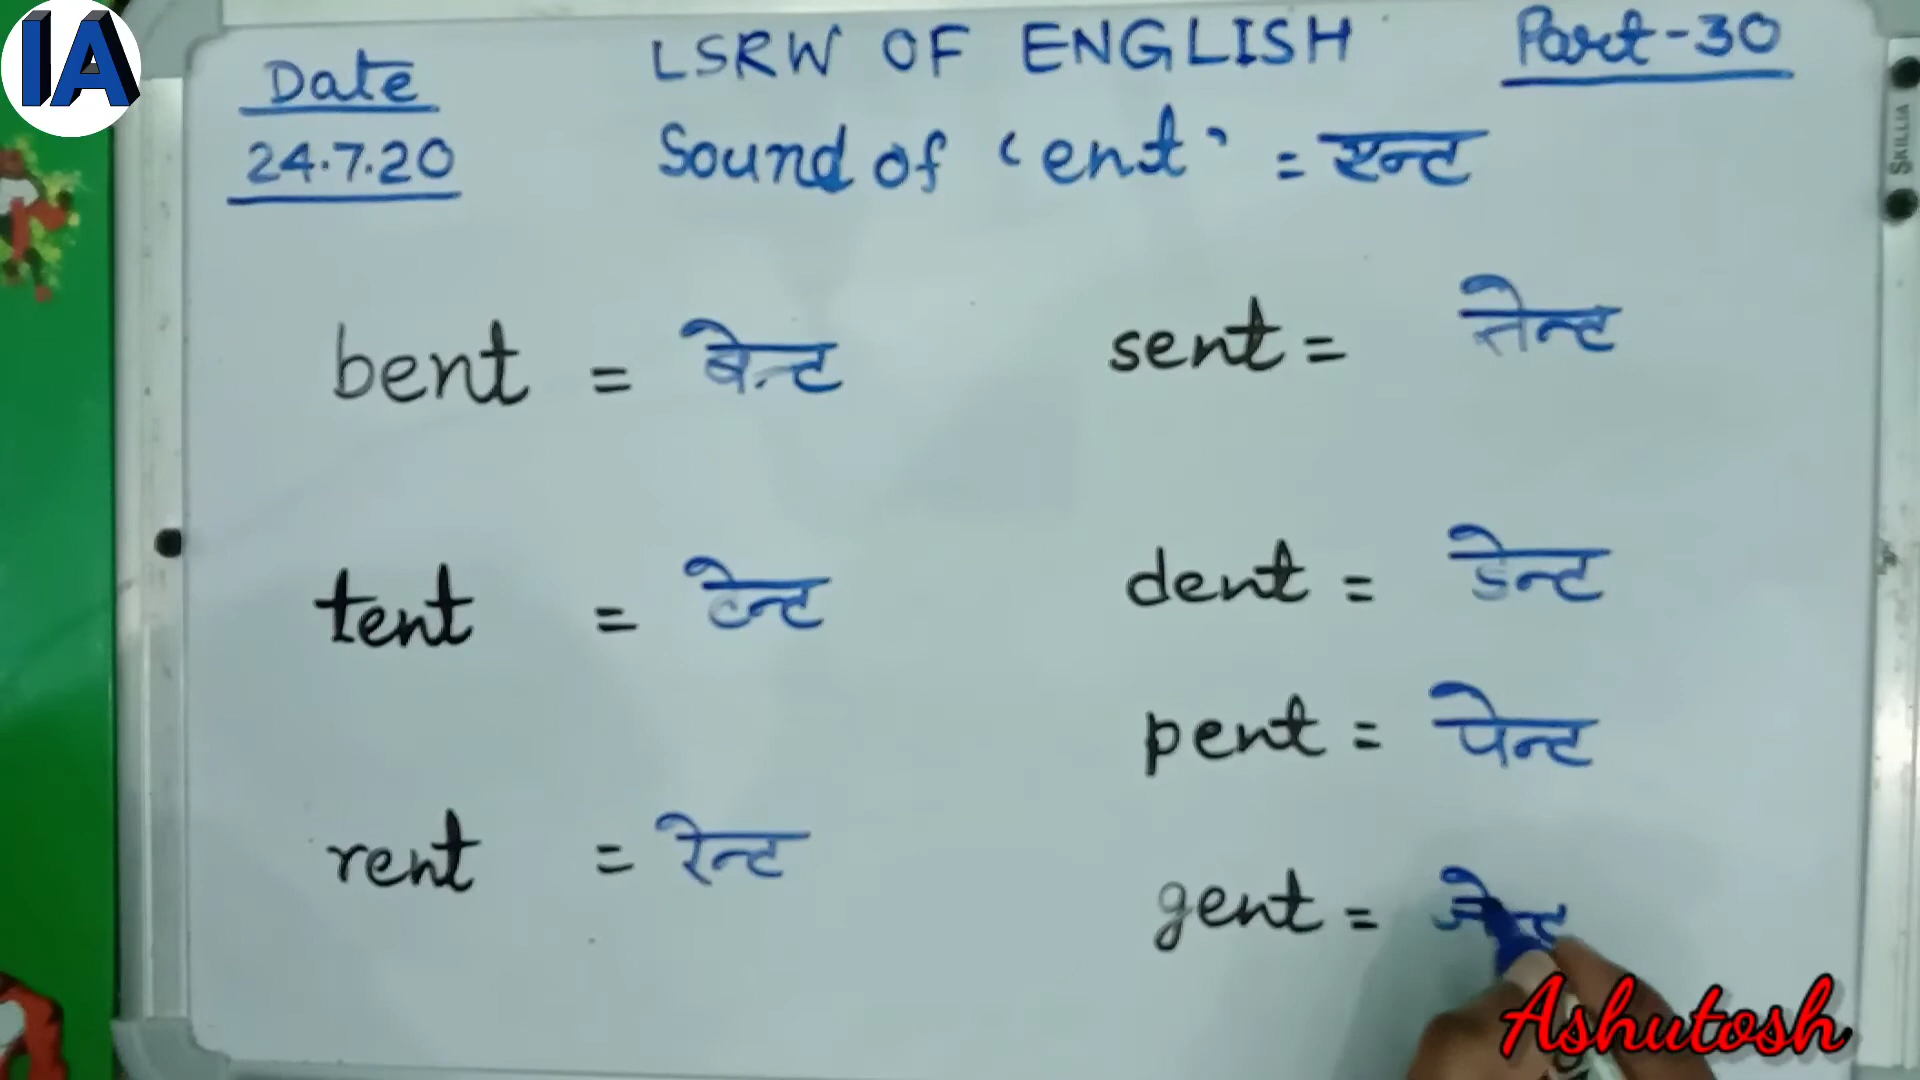 IA
Date
LSRW OF ENGLISH
Part-30
24.7.20
Sound of 'ent' = एन्ट
SKILLIA
bent = बेन्ट
sent = सेन्ट
tent = टेन्ट
dent = डेन्ट
pent = पेन्ट
rent = रेन्ट
gent = जेन्ट
Ashutosh